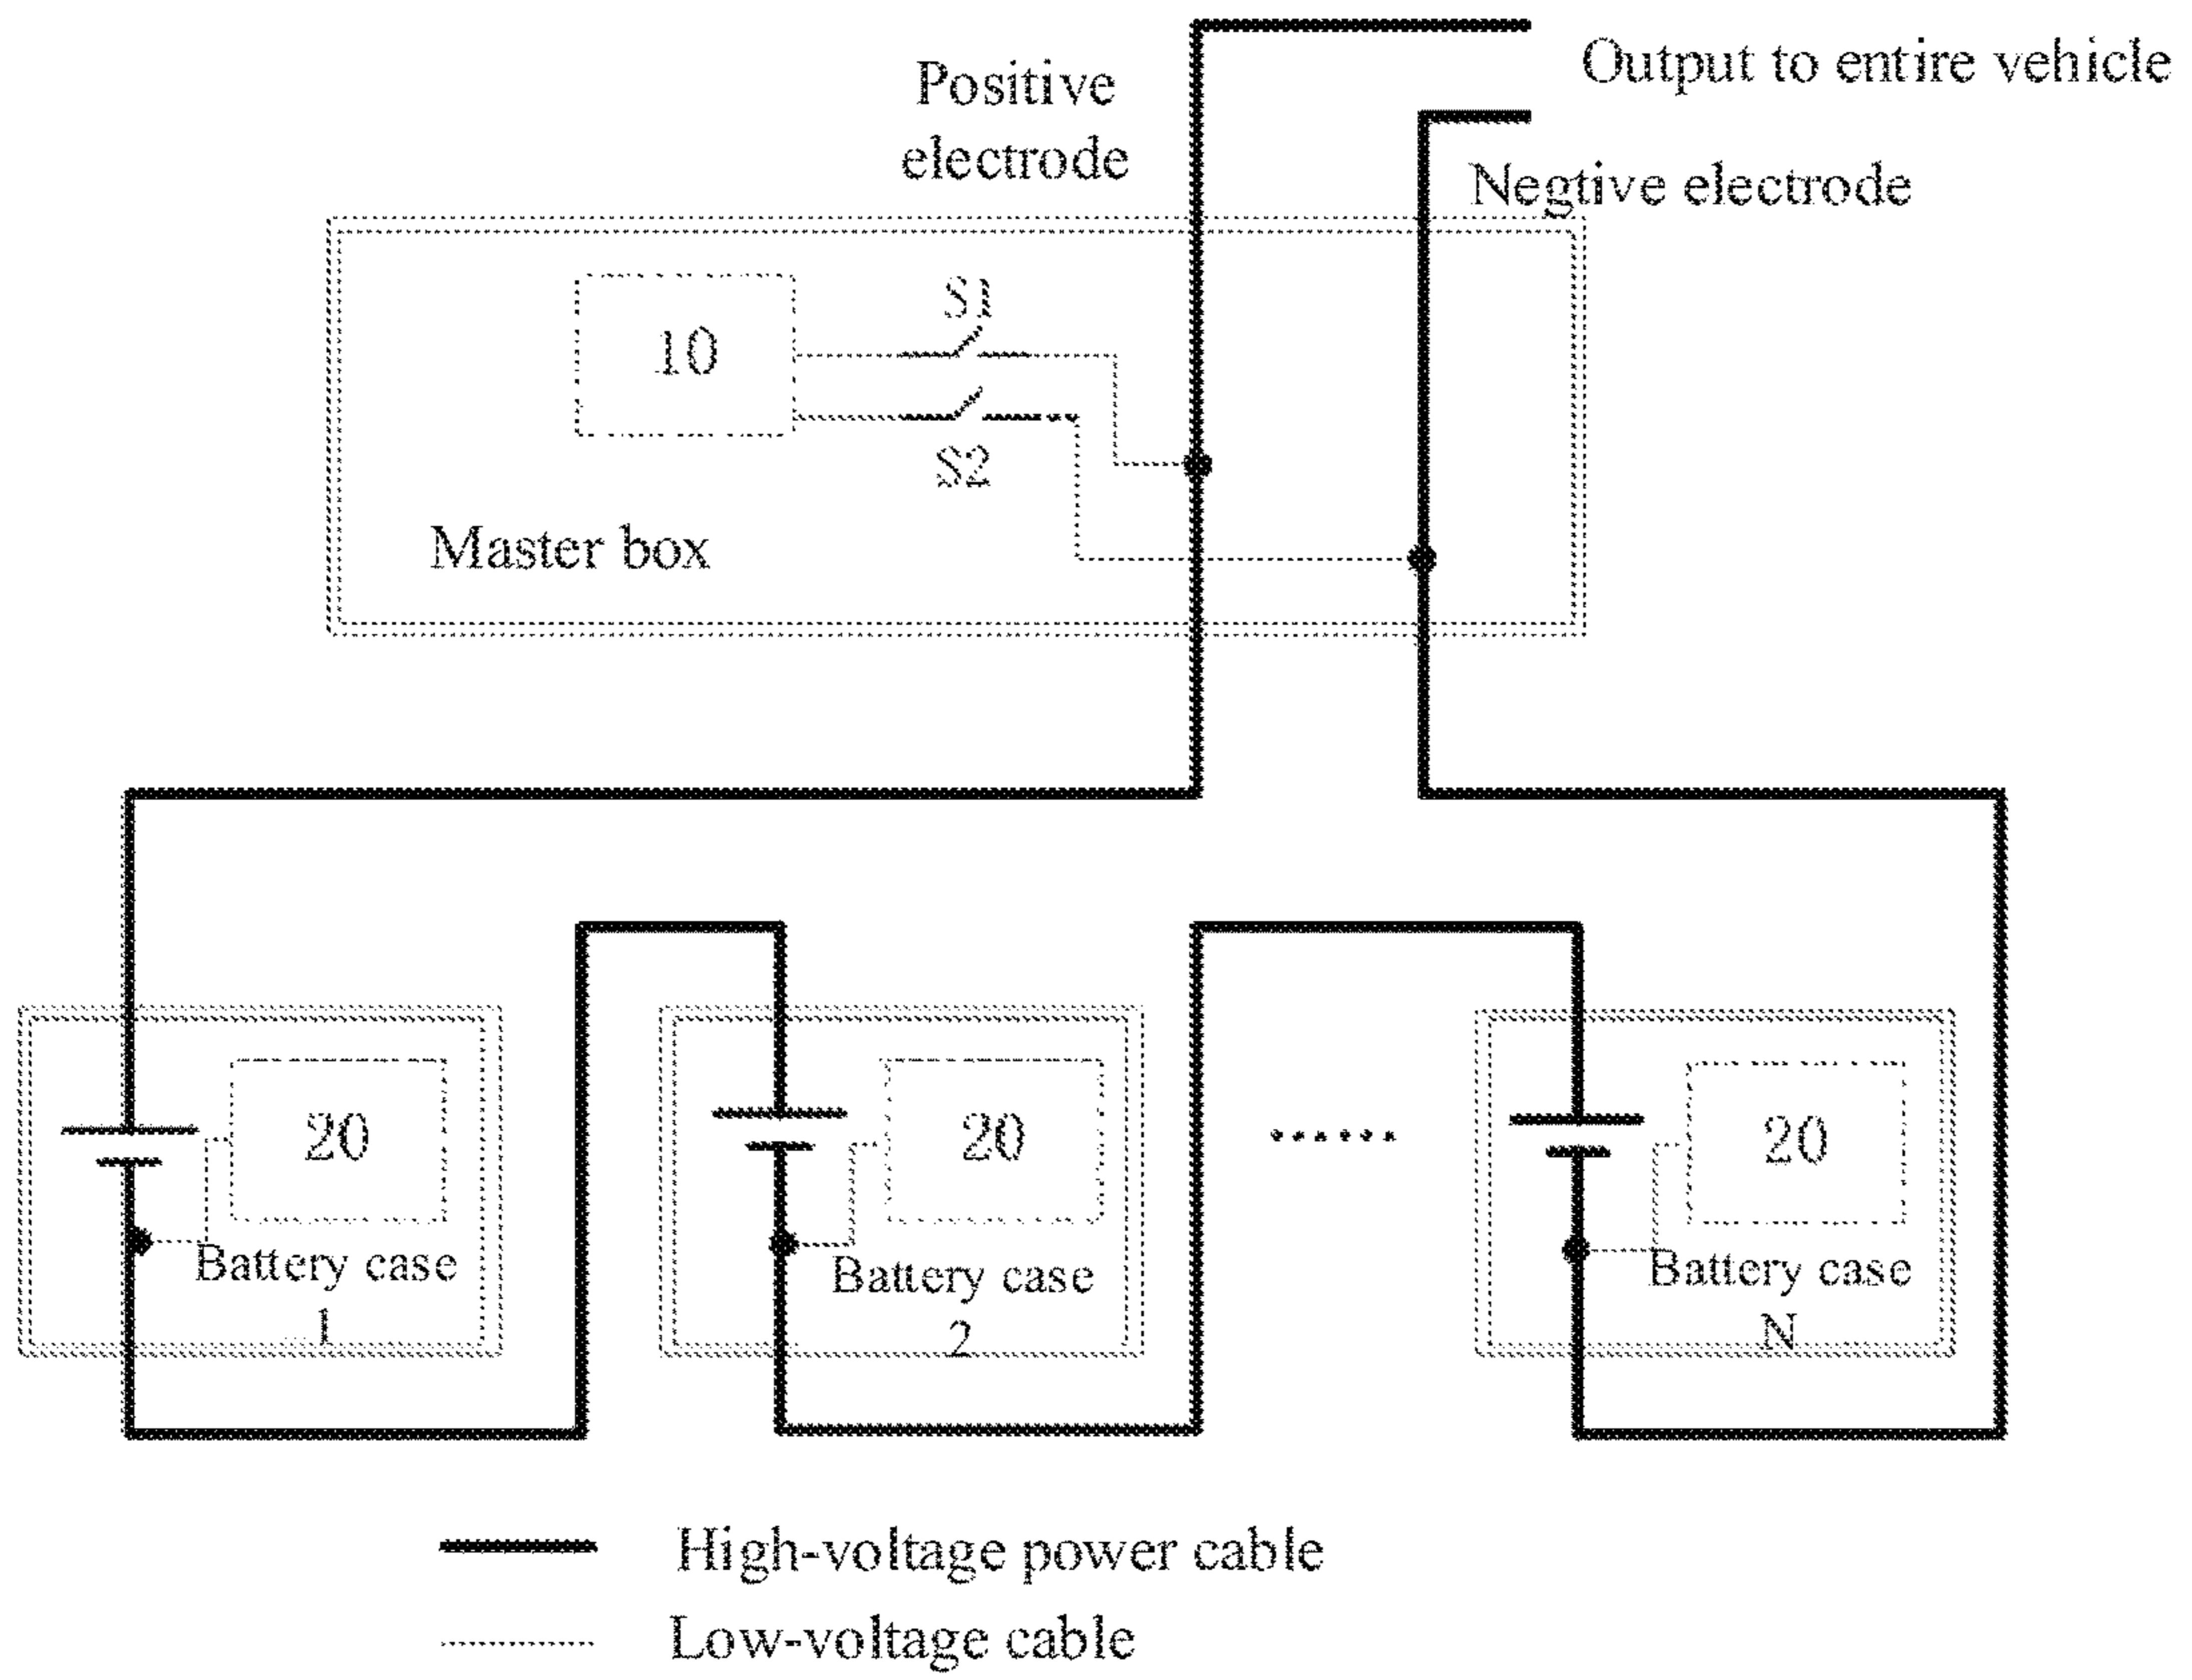 Output to entire vehicle
Positive
electrode
Negtive electrode
S1
10
S2
Master box
20
20
20
Battery case
1
Battery case
2
Battery case
N
......
High-voltage power cable
Low-voltage cable